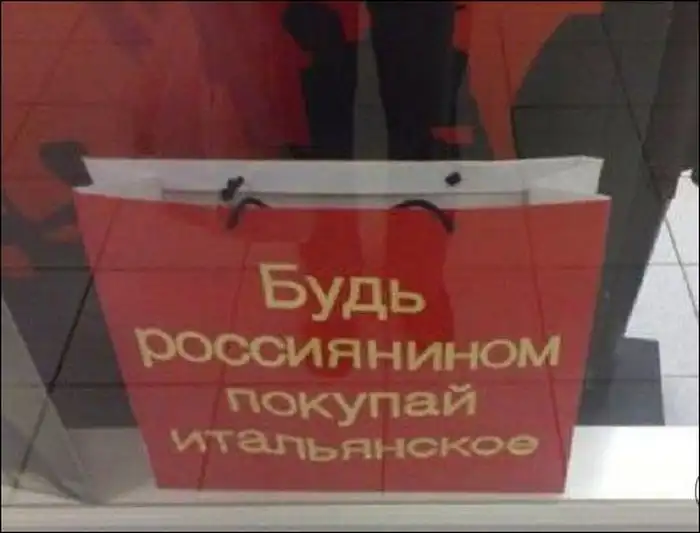 Будь
россиянином
покупай
итальянское